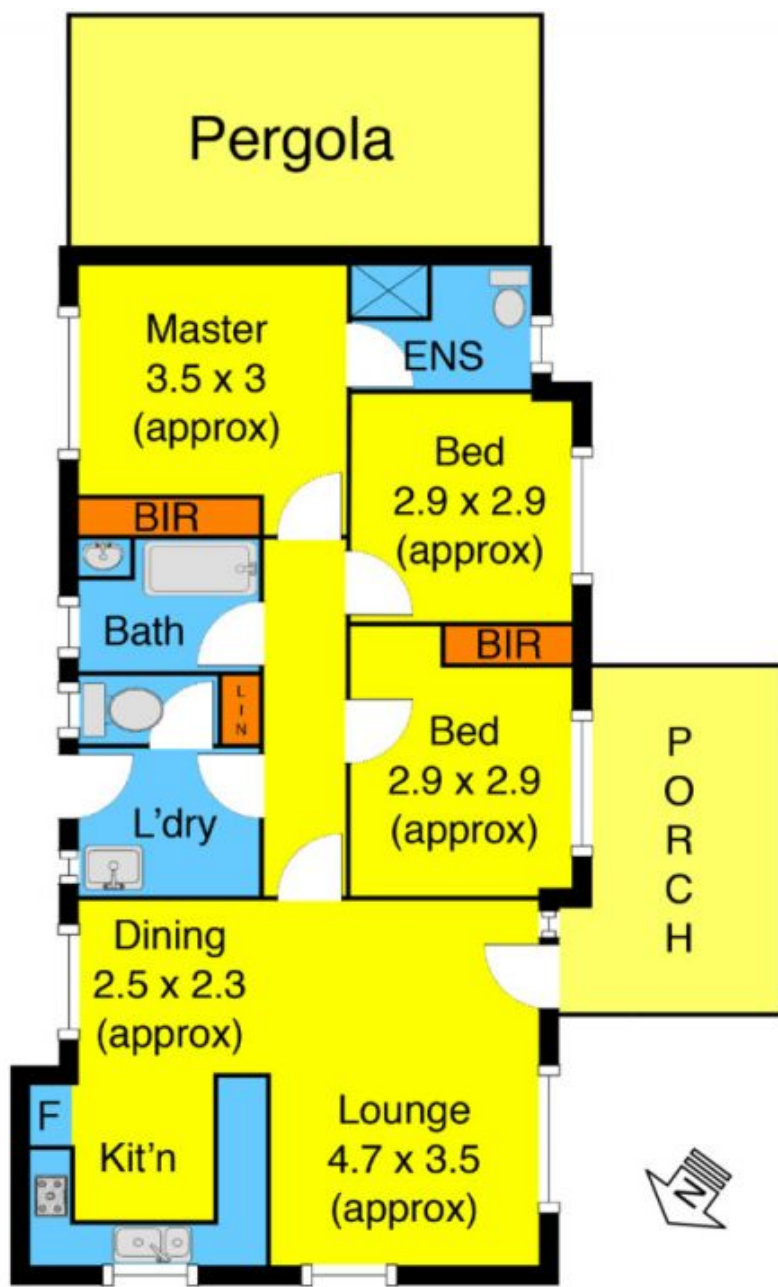 Pergola
Master
3.5 x 3
(approx)
ENS
Bed
2.9 x 2.9
(approx)
BIR
Bath
BIR
LIN
Bed
2.9 x 2.9
(approx)
L'dry
PORCH
Dining
2.5 x 2.3
(approx)
F
Kit'n
Lounge
4.7 x 3.5
(approx)
N